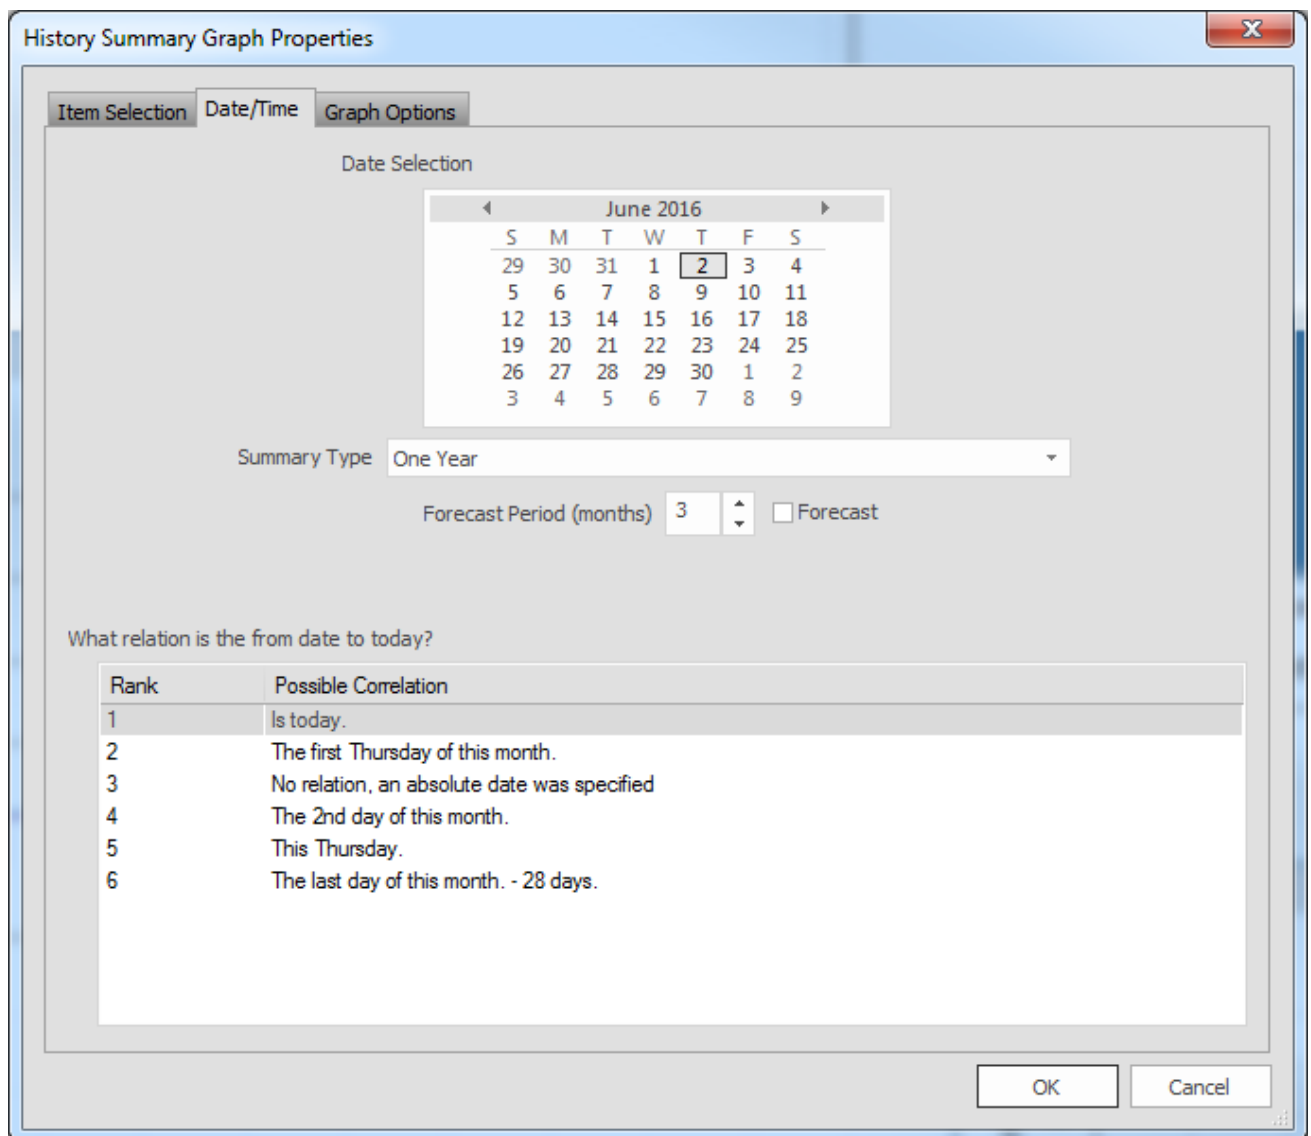 History Summary Graph Properties
Item Selection Date/Time Graph Options
Date Selection
June 2016
S M T W T F S
29 30 31 1 2 3 4
5 6 7 8 9 10 11
12 13 14 15 16 17 18
19 20 21 22 23 24 25
26 27 28 29 30 1 2
3 4 5 6 7 8 9
Summary Type One Year
Forecast Period (months) 3 Forecast
What relation is the from date to today?
Rank Possible Correlation
1 Is today.
2 The first Thursday of this month.
3 No relation, an absolute date was specified
4 The 2nd day of this month.
5 This Thursday.
6 The last day of this month. - 28 days.
OK Cancel